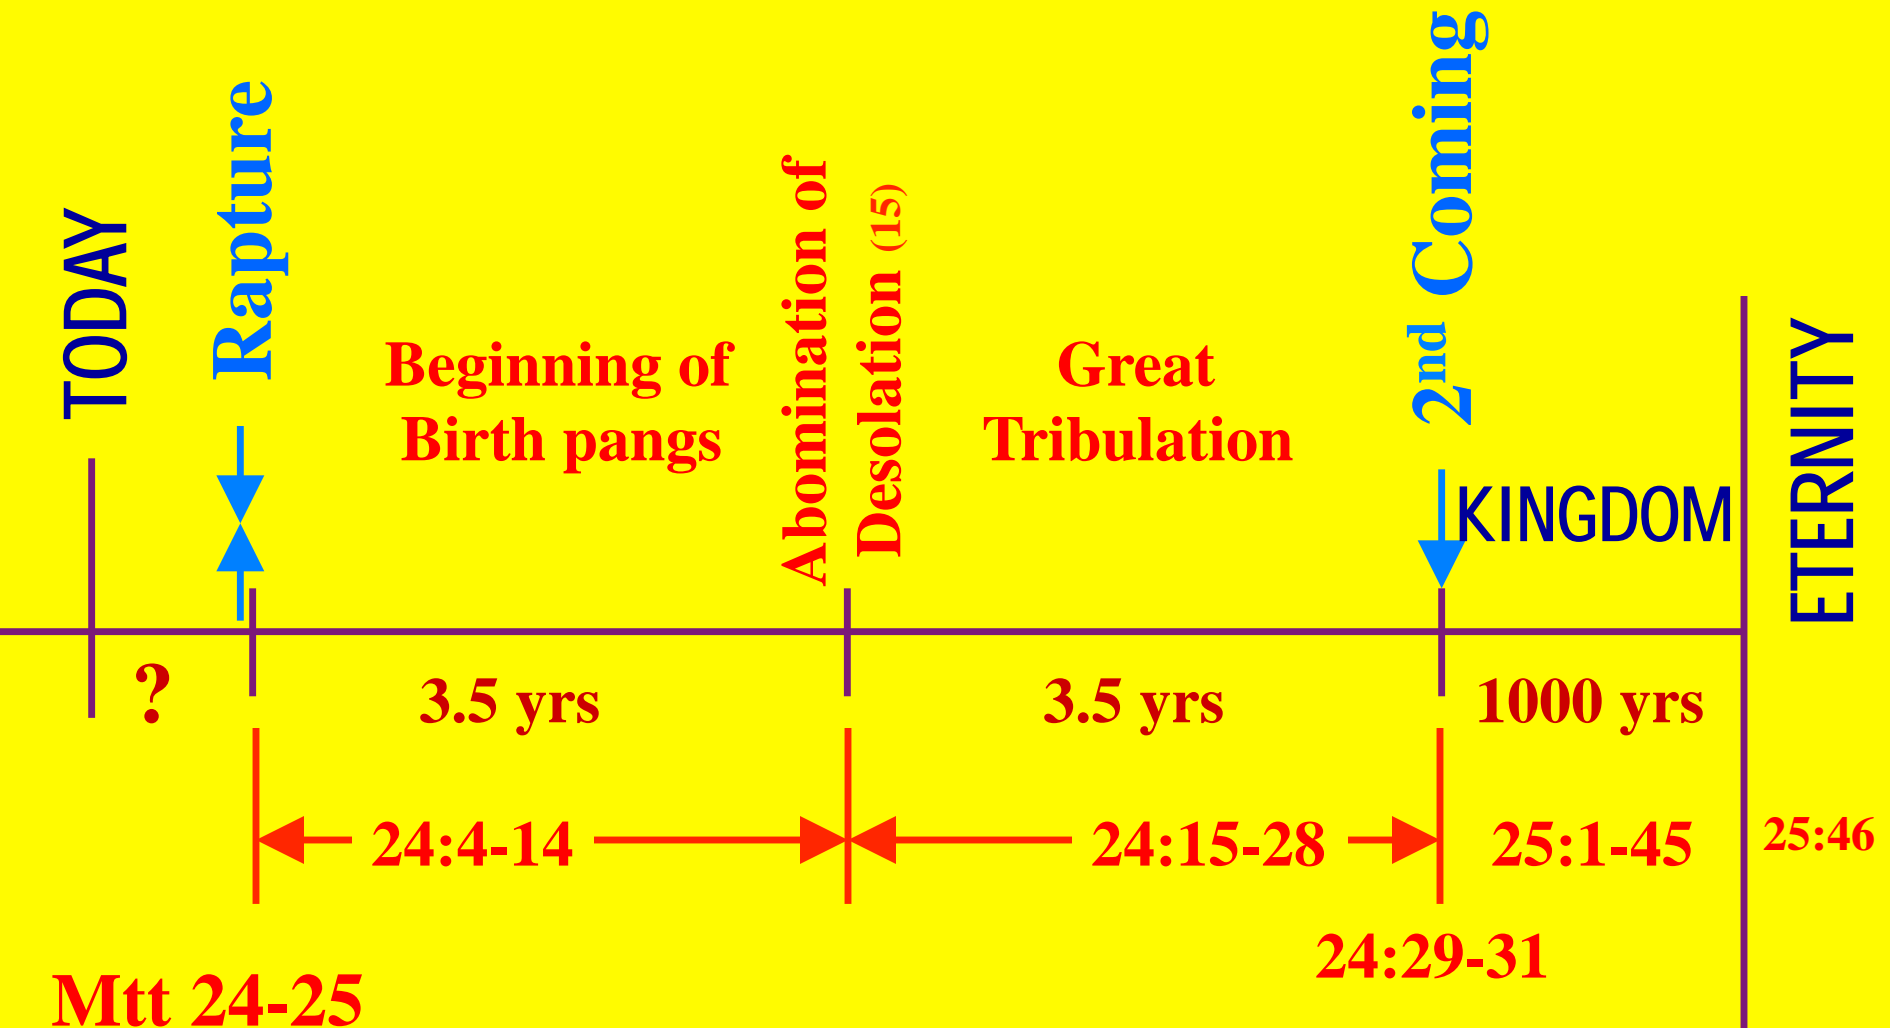 TODAY
Rapture
Beginning of
Birth pangs
Abomination of
Desolation (15)
Great
Tribulation
2nd Coming
KINGDOM
ETERNITY
?
3.5 yrs
3.5 yrs
1000 yrs
24:4-14
24:15-28
25:1-45
25:46
24:29-31
Mtt 24-25